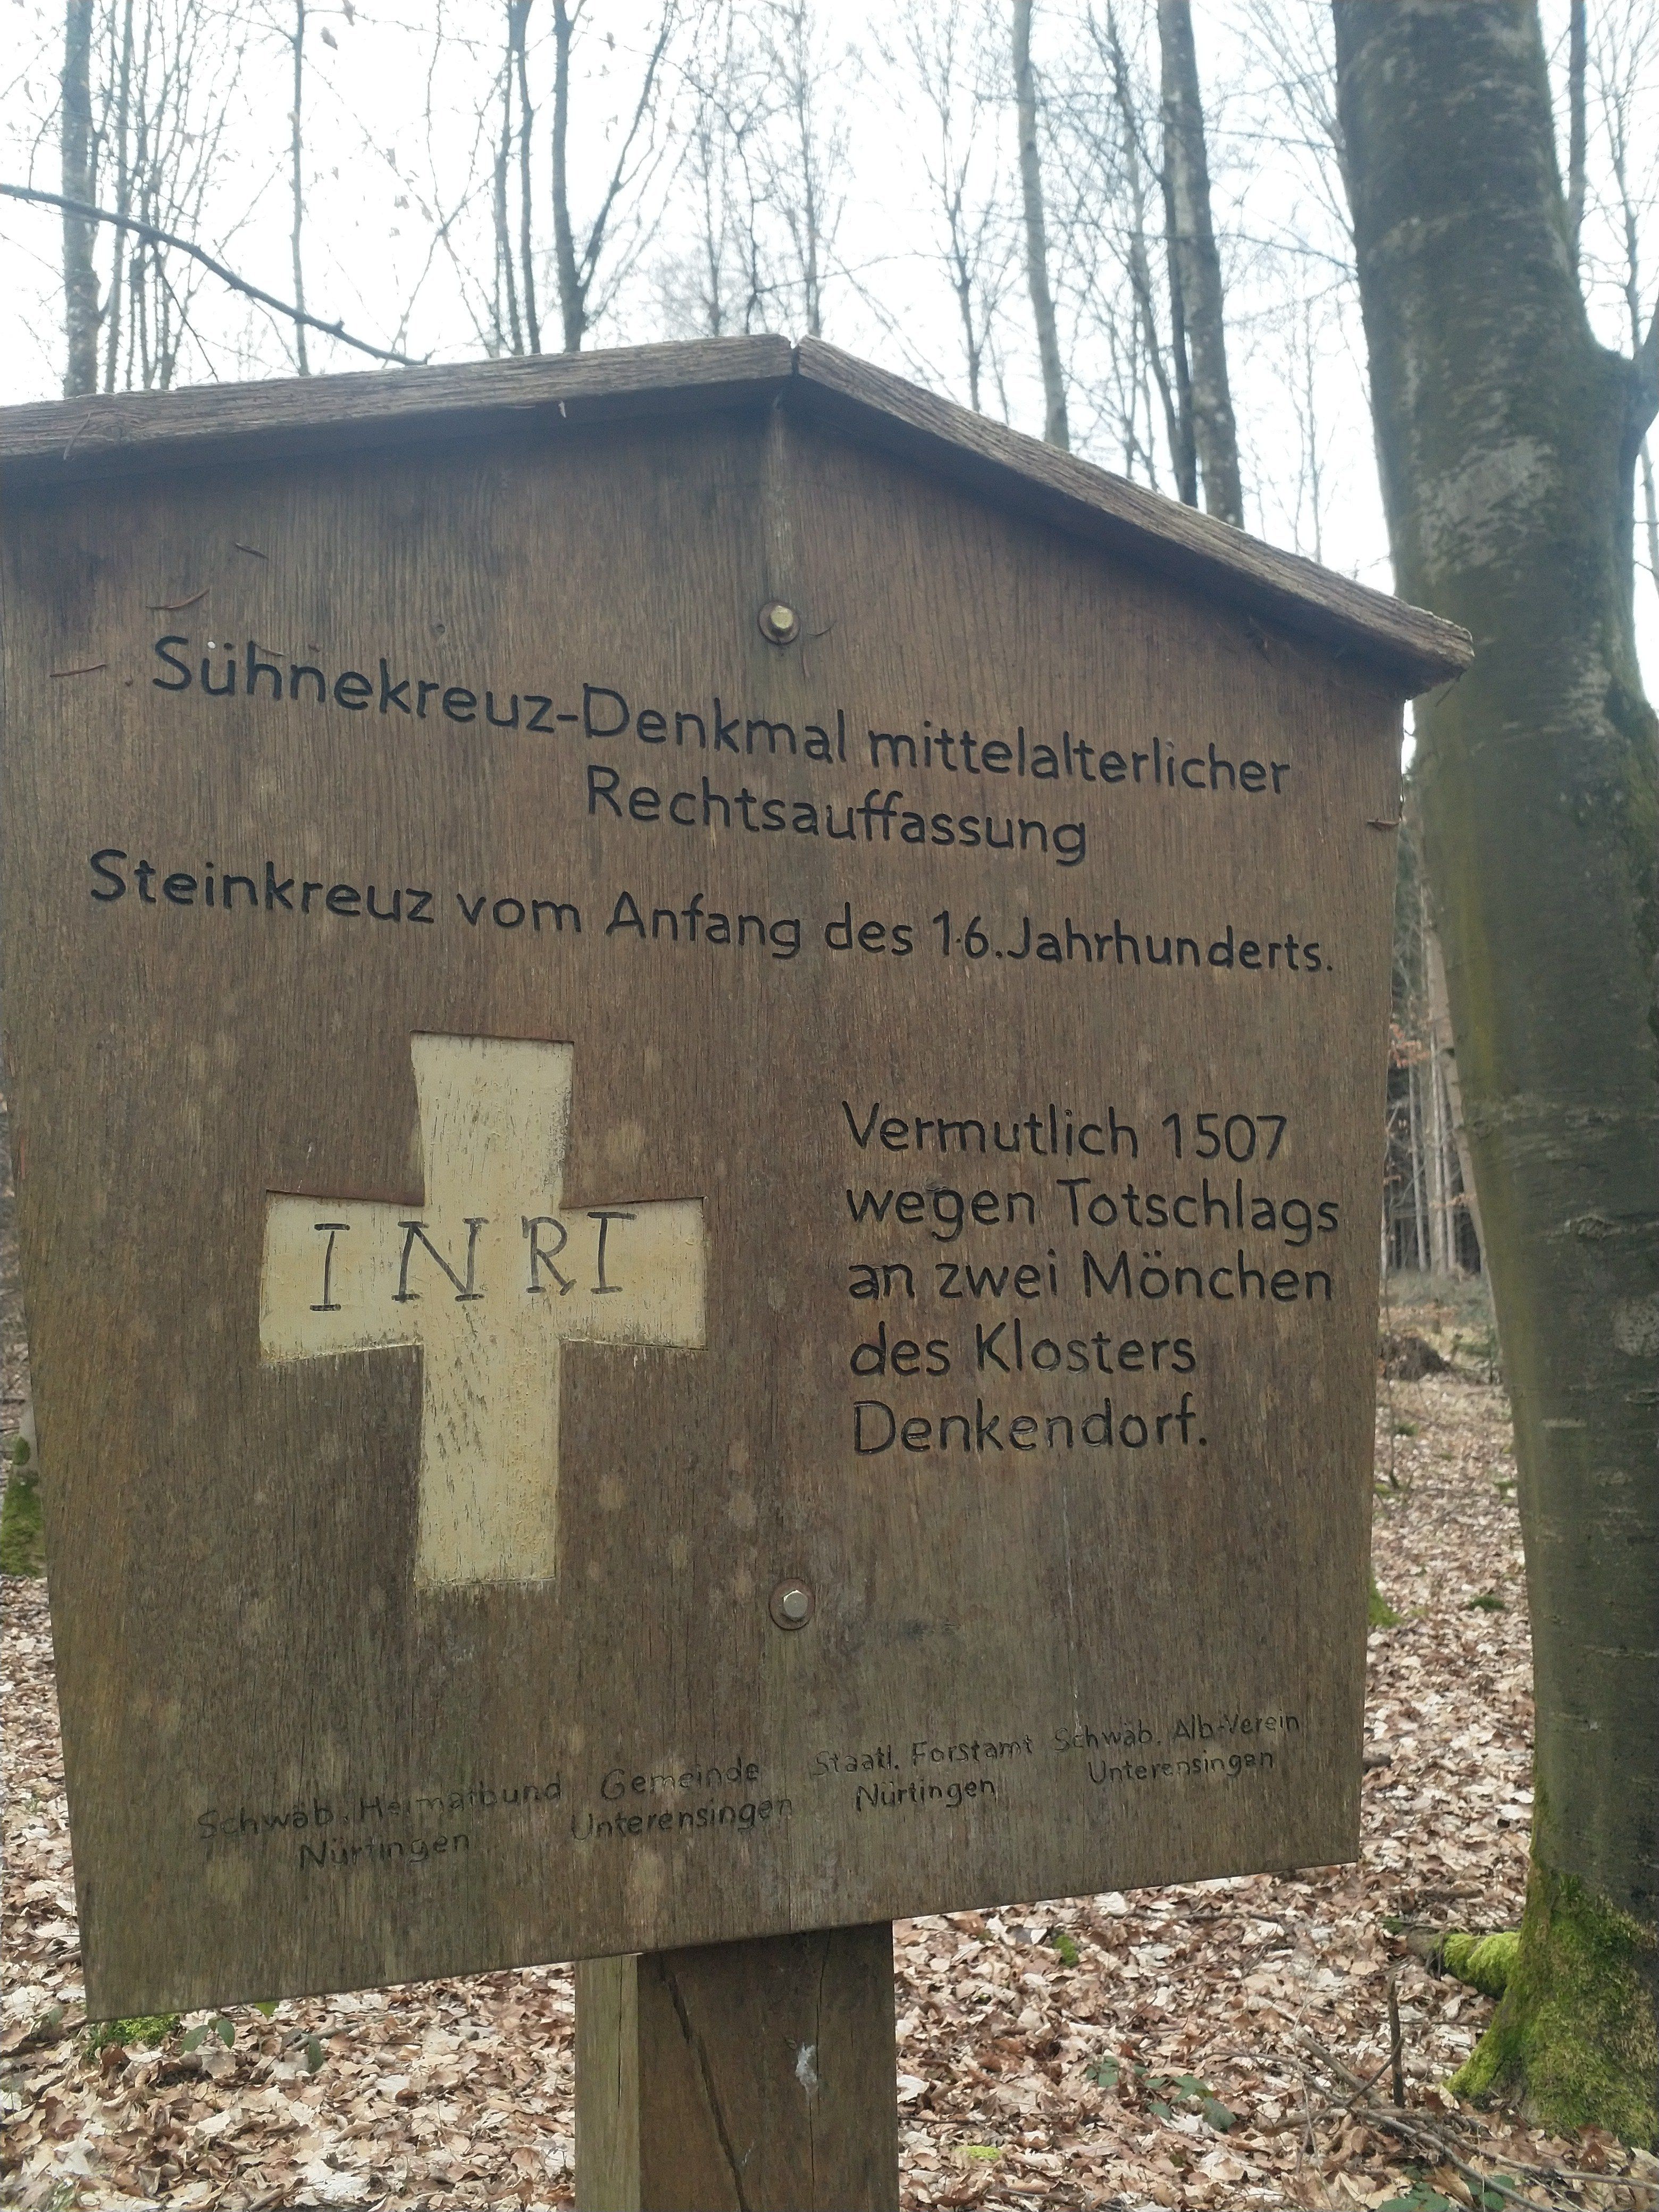 Sühnekreuz-Denkmal mittelalterlicher
Rechtsauffassung
Steinkreuz vom Anfang des 16. Jahrhunderts.
INRI
Vermutlich 1507
wegen Totschlags
an zwei Mönchen
des Klosters
Denkendorf.
Schwäb. Heimatbund
Nürtingen
Gemeinde
Unterensingen
Staatl. Forstamt
Nürtingen
Schwäb. Alb-Verein
Unterensingen